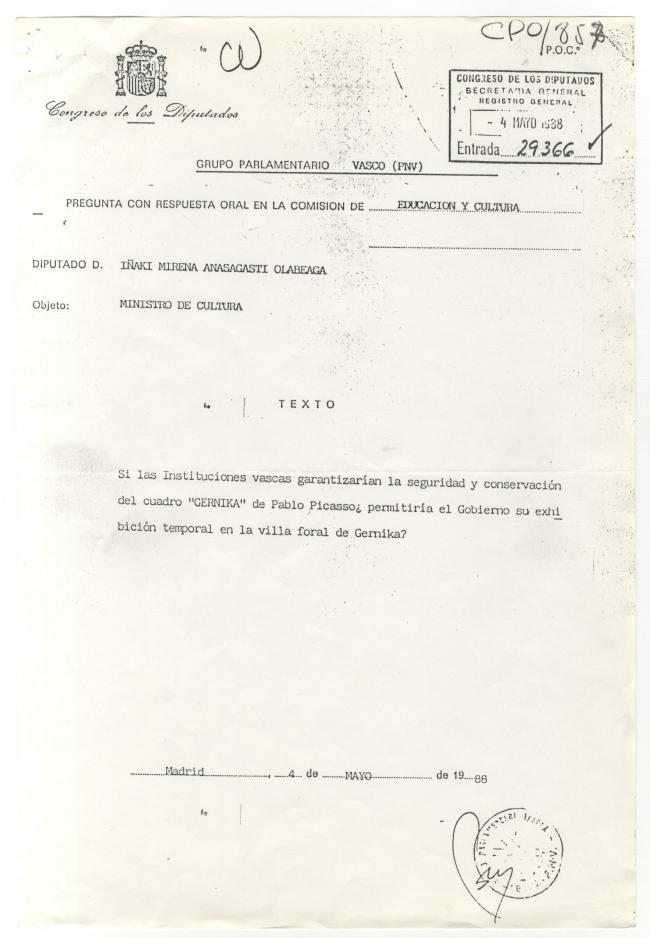 CPO/857
P.O.C.º
Congreso de los Diputados
CONGRESO DE LOS DIPUTADOS
SECRETARIA GENERAL
REGISTRO GENERAL
- 4 MAYO 1988
Entrada 29366
GRUPO PARLAMENTARIO VASCO (PNV)
PREGUNTA CON RESPUESTA ORAL EN LA COMISION DE EDUCACION Y CULTURA
DIPUTADO D. IÑAKI MIRENA ANASAGASTI OLABEAGA
Objeto: MINISTRO DE CULTURA
TEXTO
Si las Instituciones vascas garantizarían la seguridad y conservación
del cuadro "GERNIKA" de Pablo Picasso¿ permitiría el Gobierno su exhi
bición temporal en la villa foral de Gernika?
Madrid, 4 de MAYO de 1988